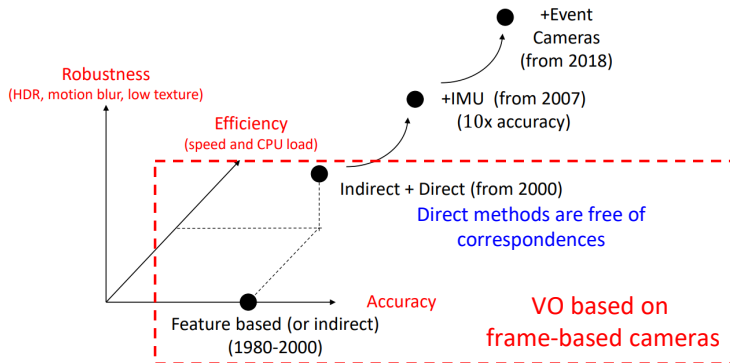 +Event
Cameras
(from 2018)
Robustness
(HDR, motion blur, low texture)
+IMU (from 2007)
(10x accuracy)
Efficiency
(speed and CPU load)
Indirect + Direct (from 2000)
Direct methods are free of
correspondences
Accuracy
Feature based (or indirect)
(1980-2000)
VO based on
frame-based cameras